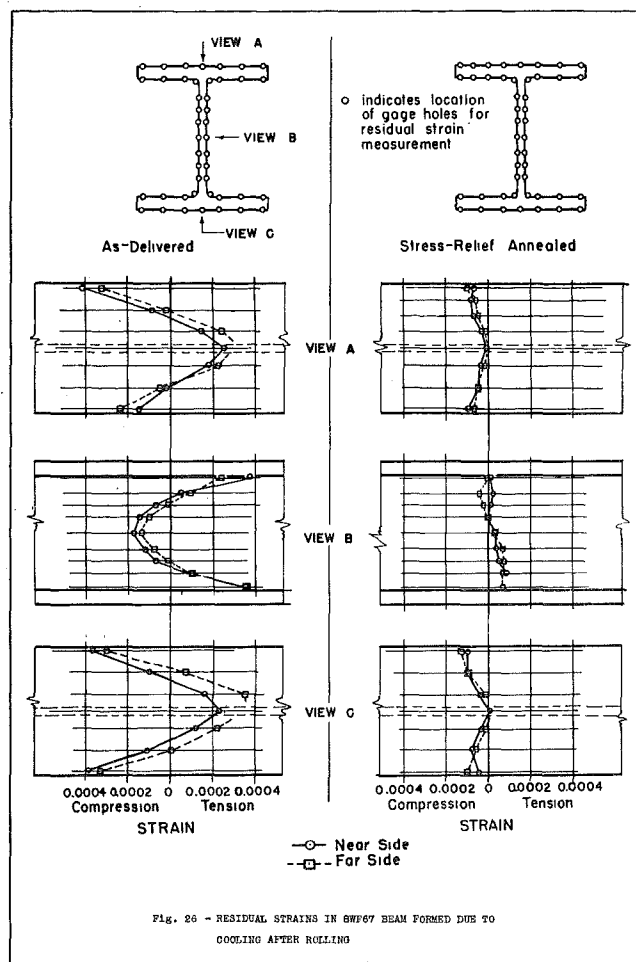 VIEW A
VIEW B
VIEW C
o indicates location
of gage holes for
residual strain
measurement
As-Delivered
Stress-Relief Annealed
VIEW
A
VIEW
B
VIEW
C
0.0004 0.0002 0 0.0002 0.0004
Compression Tension
STRAIN
0.0004 0.0002 0 0.0002 0.0004
Compression Tension
STRAIN
Near Side
Far Side
Fig. 26 - RESIDUAL STRAINS IN 8WF67 BEAM FORMED DUE TO
COOLING AFTER ROLLING